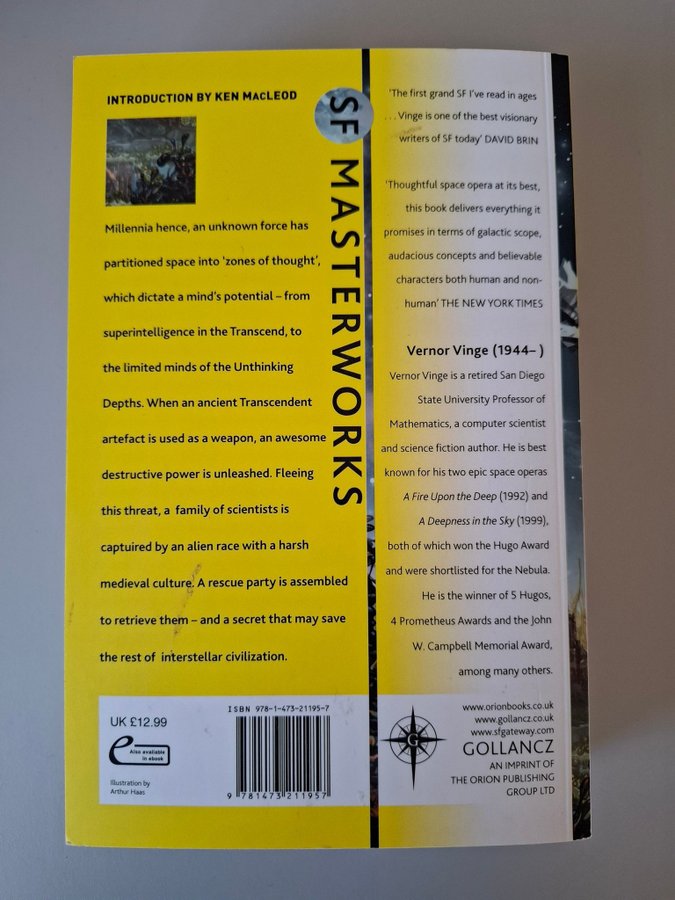 INTRODUCTION BY KEN MACLEOD
Millennia hence, an unknown force has
partitioned space into 'zones of thought',
which dictate a mind's potential – from
superintelligence in the Transcend, to
the limited minds of the Unthinking
Depths. When an ancient Transcendent
artefact is used as a weapon, an awesome
destructive power is unleashed. Fleeing
this threat, a family of scientists is
captuired by an alien race with a harsh
medieval culture. A rescue party is assembled
to retrieve them – and a secret that may save
the rest of interstellar civilization.
UK £12.99
e
Also available
in ebook
Illustration by
Arthur Haas
ISBN 978-1-473-21195-7
9 781473 211957
SF MASTERWORKS
'The first grand SF I've read in ages
. . . Vinge is one of the best visionary
writers of SF today' DAVID BRIN
'Thoughtful space opera at its best,
this book delivers everything it
promises in terms of galactic scope,
audacious concepts and believable
characters both human and non-
human' THE NEW YORK TIMES
Vernor Vinge (1944– )
Vernor Vinge is a retired San Diego
State University Professor of
Mathematics, a computer scientist
and science fiction author. He is best
known for his two epic space operas
A Fire Upon the Deep (1992) and
A Deepness in the Sky (1999),
both of which won the Hugo Award
and were shortlisted for the Nebula.
He is the winner of 5 Hugos,
4 Prometheus Awards and the John
W. Campbell Memorial Award,
among many others.
G
www.orionbooks.co.uk
www.gollancz.co.uk
www.sfgateway.com
GOLLANCZ
AN IMPRINT OF
THE ORION PUBLISHING
GROUP LTD